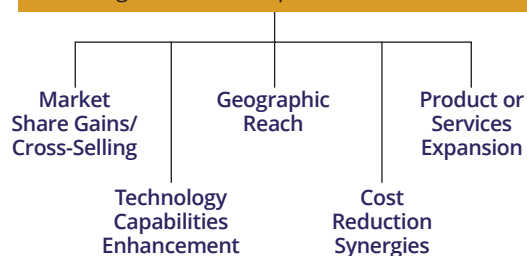 Market
Share Gains/
Cross-Selling
Geographic
Reach
Product or
Services
Expansion
Technology
Capabilities
Enhancement
Cost
Reduction
Synergies